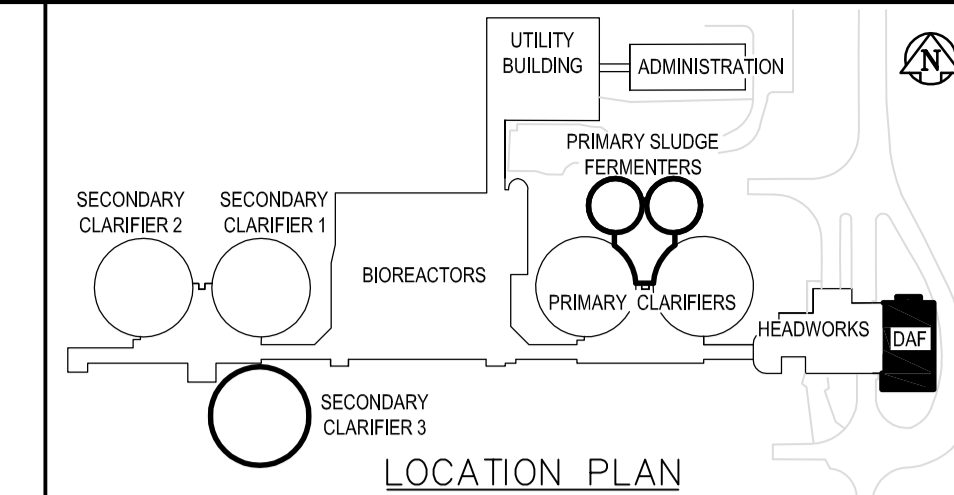 UTILITY
BUILDING
ADMINISTRATION
N
PRIMARY SLUDGE
FERMENTERS
SECONDARY
CLARIFIER 2
SECONDARY
CLARIFIER 1
BIOREACTORS
PRIMARY CLARIFIERS
HEADWORKS
DAF
SECONDARY
CLARIFIER 3
LOCATION PLAN